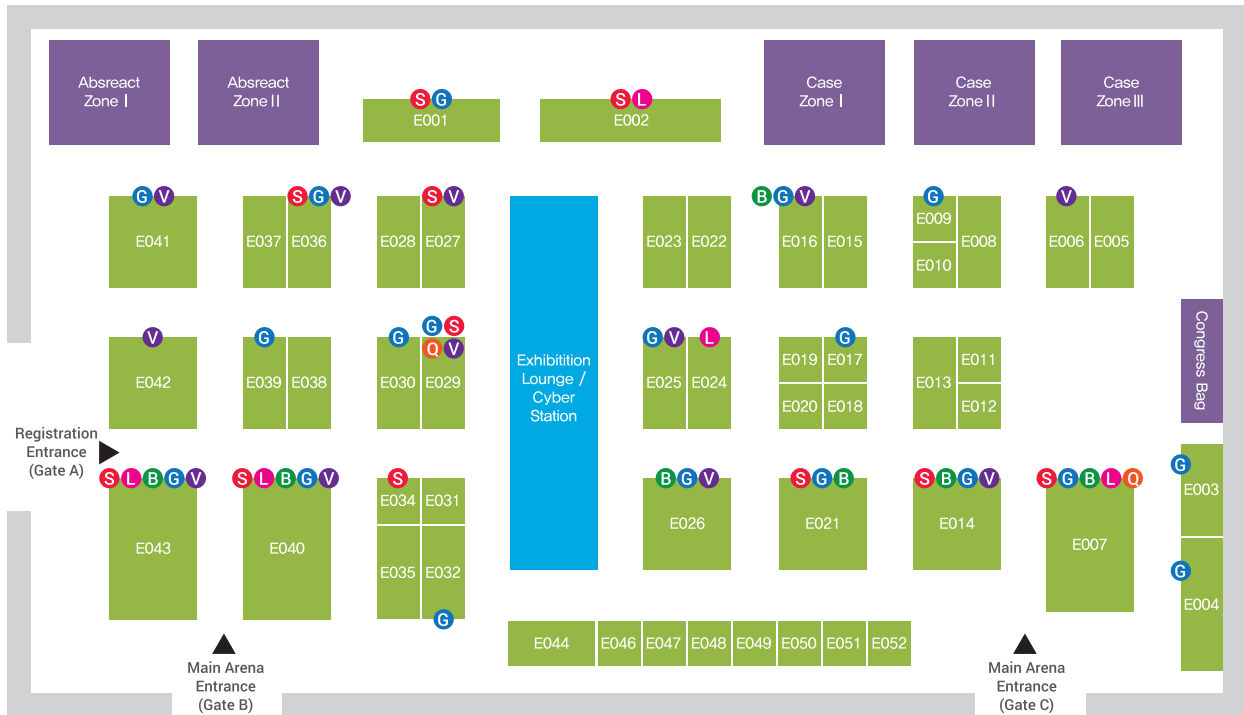 Absreact
Zone I
Absreact
Zone II
S G
E001
S L
E002
Case
Zone I
Case
Zone II
Case
Zone III
G V
E041
S G V
E037 E036
S V
E028 E027
E023 E022
B G V
E016 E015
G
E009
E010
E008
V
E006 E005
V
E042
G
E039 E038
G
E030
G S
Q V
E029
Exhibitition
Lounge /
Cyber
Station
G V L
E025 E024
G
E019 E017
E020 E018
E013
E011
E012
Congress Bag
Registration
Entrance
(Gate A)
S L B G V
E043
S L B G V
E040
S
E034 E031
E035 E032
G
B G V
E026
S G B
E021
S B G V
E014
S G B L Q
E007
G
E003
G
E004
E044 E046 E047 E048 E049 E050 E051 E052
Main Arena
Entrance
(Gate B)
Main Arena
Entrance
(Gate C)